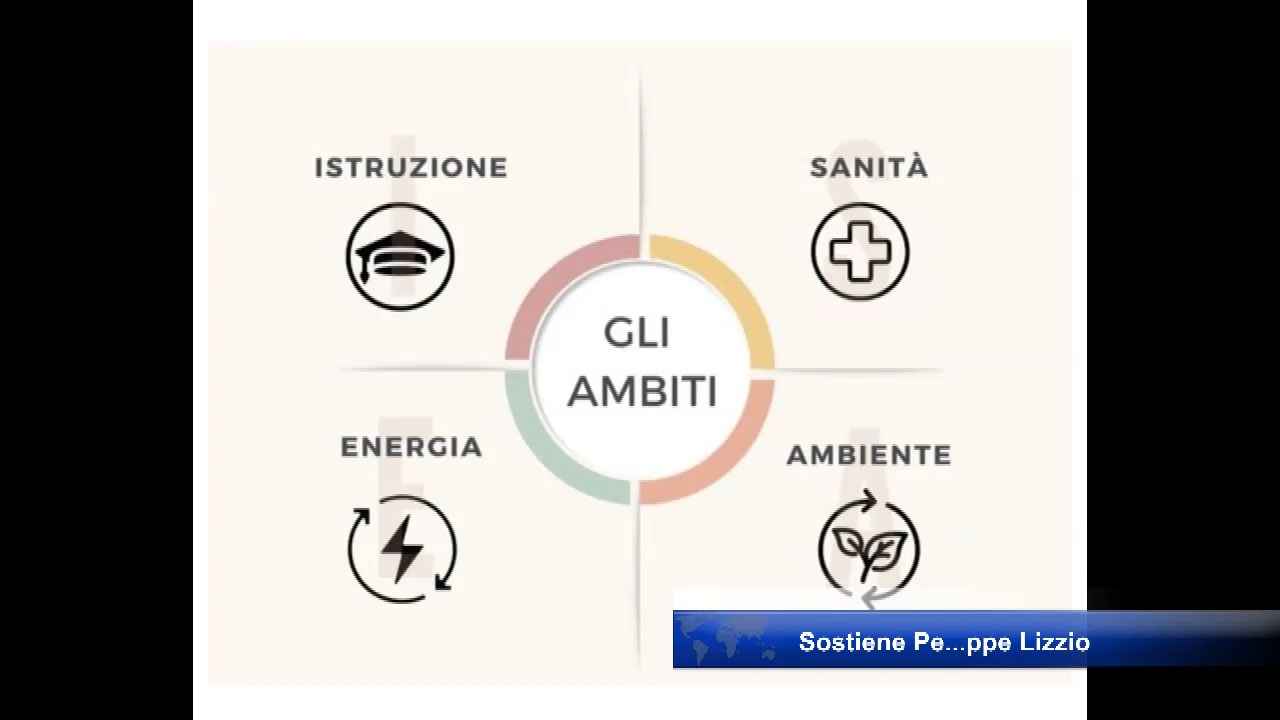 ISTRUZIONE
SANITÀ
GLI
AMBITI
ENERGIA
AMBIENTE
Sostiene Pe...ppe Lizzio